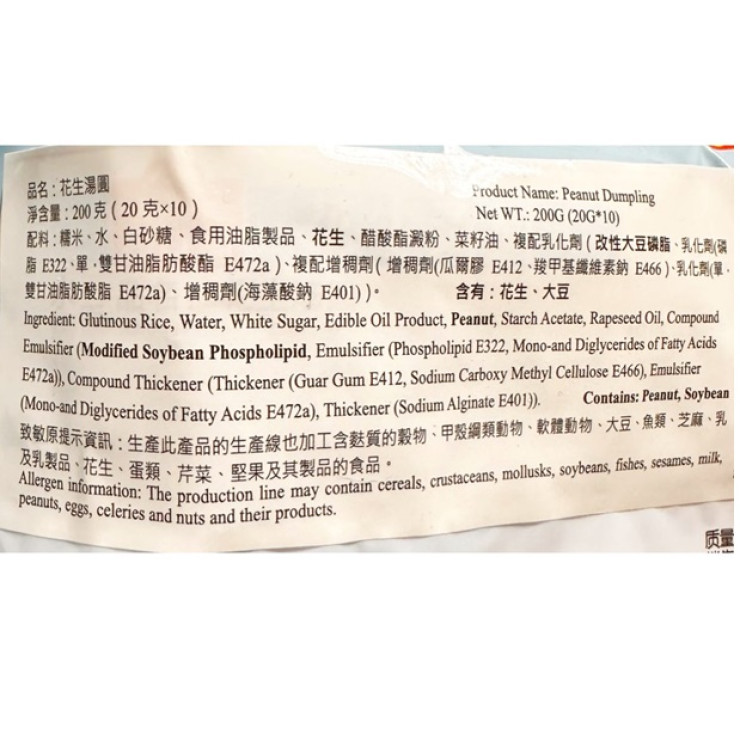 品名：花生湯圓
淨含量：200克（20克×10）
Product Name: Peanut Dumpling
Net WT.: 200G (20G*10)
配料：糯米、水、白砂糖、食用油脂製品、花生、醋酸酯澱粉、菜籽油、複配乳化劑（改性大豆磷脂、乳化劑(磷
脂 E322、單，雙甘油脂肪酸酯 E472a）、複配增稠劑( 增稠劑(瓜爾膠 E412、羧甲基纖維素鈉 E466）、乳化劑(單，
雙甘油脂肪酸脂 E472a)、增稠劑(海藻酸鈉 E401) )。 含有：花生、大豆
Ingredient: Glutinous Rice, Water, White Sugar, Edible Oil Product, Peanut, Starch Acetate, Rapeseed Oil, Compound
Emulsifier (Modified Soybean Phospholipid, Emulsifier (Phospholipid E322, Mono-and Diglycerides of Fatty Acids
E472a)), Compound Thickener (Thickener (Guar Gum E412, Sodium Carboxy Methyl Cellulose E466), Emulsifier
(Mono-and Diglycerides of Fatty Acids E472a), Thickener (Sodium Alginate E401)). Contains: Peanut, Soybean
致敏原提示資訊：生產此產品的生產線也加工含麩質的穀物、甲殼綱類動物、軟體動物、大豆、魚類、芝麻、乳
及乳製品、花生、蛋類、芹菜、堅果及其製品的食品。
Allergen information: The production line may contain cereals, crustaceans, mollusks, soybeans, fishes, sesames, milk,
peanuts, eggs, celeries and nuts and their products.
质量